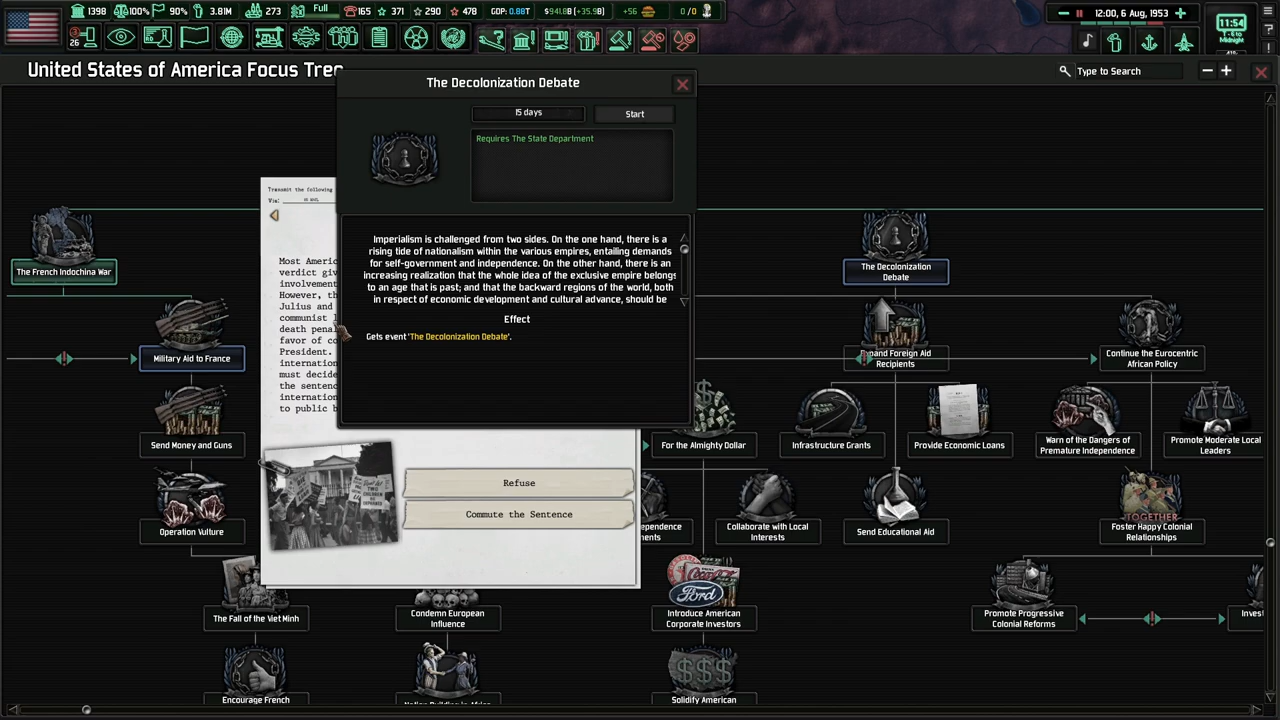 1398
100%
90%
3.81M
273
Full
165
371
290
478
GDP: 0.88T
$941.8B (+35.9B)
+56
0/0
12:00, 6 Aug, 1953
11:54
T-6 to
Midnight
3
26
United States of America Focus Tree
Type to Search
The Decolonization Debate
15 days
Start
Requires The State Department
Imperialism is challenged from two sides. On the one hand, there is a
rising tide of nationalism within the various empires, entailing demands
for self-government and independence. On the other hand, there is an
increasing realization that the whole idea of the exclusive empire belongs
to an age that is past; and that the backward regions of the world, both
in respect of economic development and cultural advance, should be
Effect
Gets event 'The Decolonization Debate'.
Transmit the following
Via:
Most Americ
verdict giv
involvement
However, th
Julius and
communist l
death penal
favor of co
President.
internation
must decide
the sentenc
internation
to public b
Refuse
Commute the Sentence
The French Indochina War
Military Aid to France
Send Money and Guns
Operation Vulture
The Fall of the Viet Minh
Encourage French
Condemn European
Influence
For the Almighty Dollar
ependence
ents
Collaborate with Local
Interests
Introduce American
Corporate Investors
Ford
Solidify American
The Decolonization
Debate
Expand Foreign Aid
Recipients
Infrastructure Grants
Provide Economic Loans
Send Educational Aid
Continue the Eurocentric
African Policy
Warn of the Dangers of
Premature Independence
Promote Moderate Local
Leaders
TOGETHER
Foster Happy Colonial
Relationships
Promote Progressive
Colonial Reforms
Invest